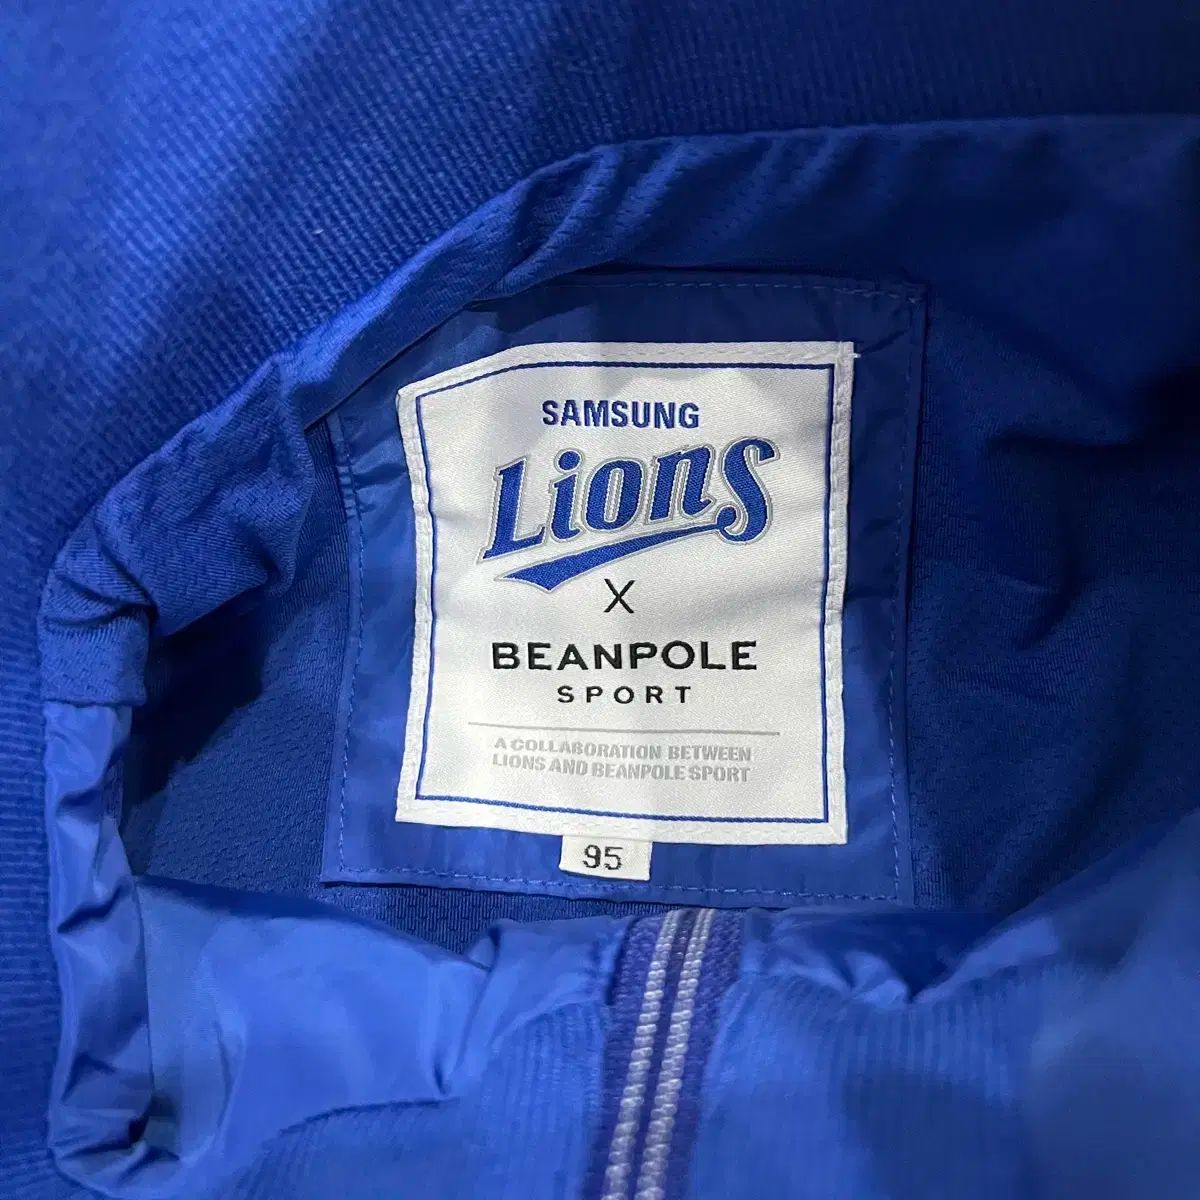 SAMSUNG
Lions
X
BEANPOLE
SPORT
A COLLABORATION BETWEEN
LIONS AND BEANPOLE SPORT
95